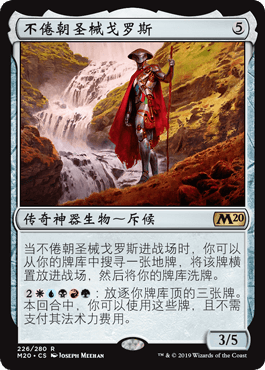 不倦朝圣械戈罗斯 5
传奇神器生物～斥候 M20
当不倦朝圣械戈罗斯进战场时，你可以
从你的牌库中搜寻一张地牌，将该牌横
置放进战场，然后将你的牌库洗牌。
2：放逐你牌库顶的三张牌。
本回合中，你可以使用这些牌，且不需
支付其法术力费用。
3/5
226/280 R
M20 • CS JOSEPH MEEHAN
™ & © 2019 Wizards of the Coast